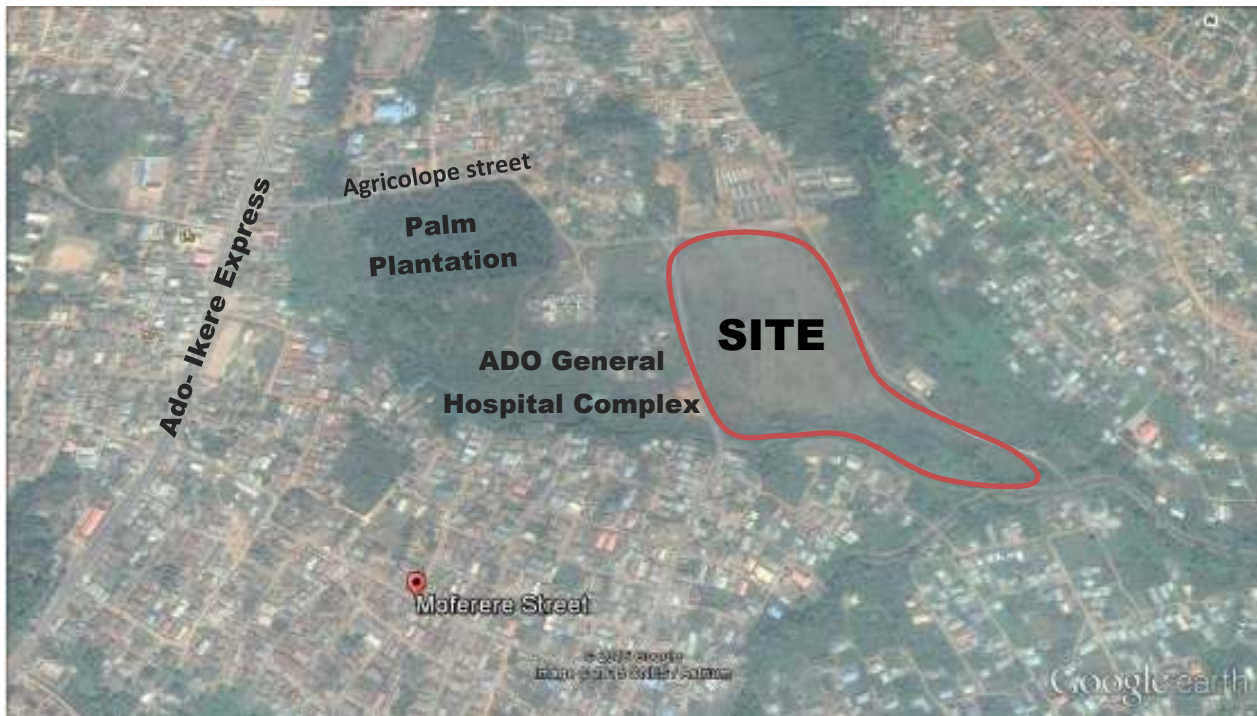 Agricolope street
Palm
Plantation
Ado- Ikere Express
SITE
ADO General
Hospital Complex
Moferere Street
Google earth